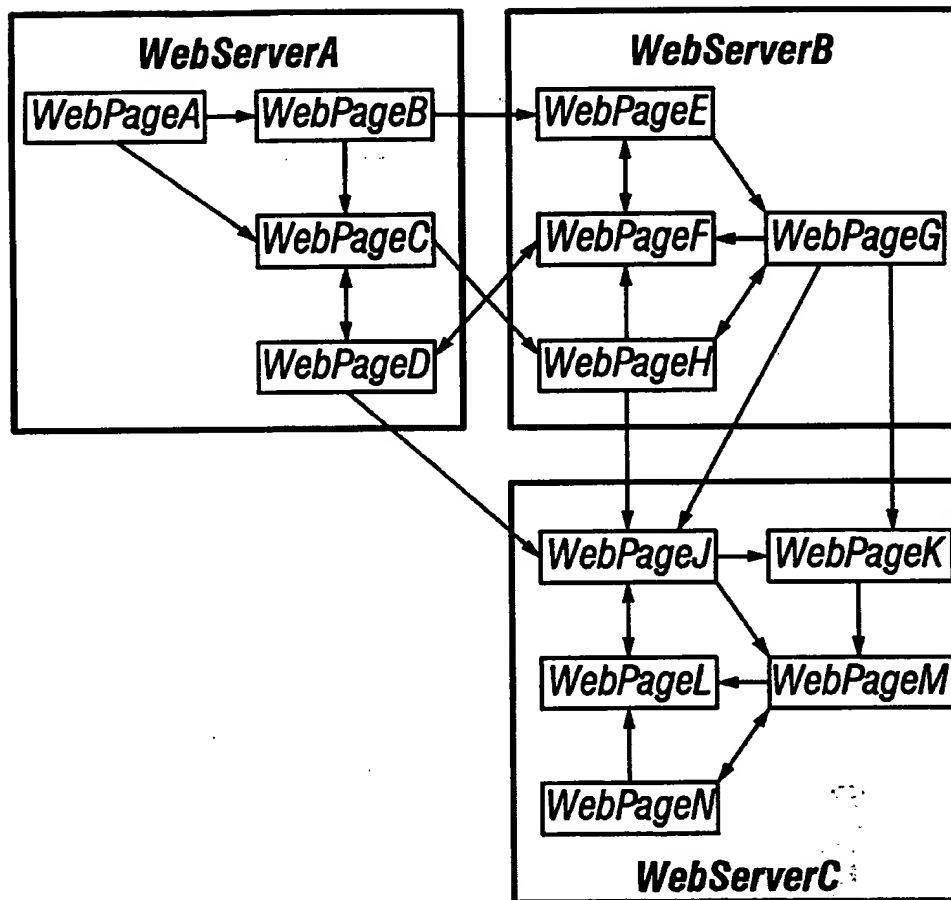 WebServerA
WebPageA
WebPageB
WebPageC
WebPageD
WebServerB
WebPageE
WebPageF
WebPageG
WebPageH
WebPageJ
WebPageK
WebPageL
WebPageM
WebPageN
WebServerC